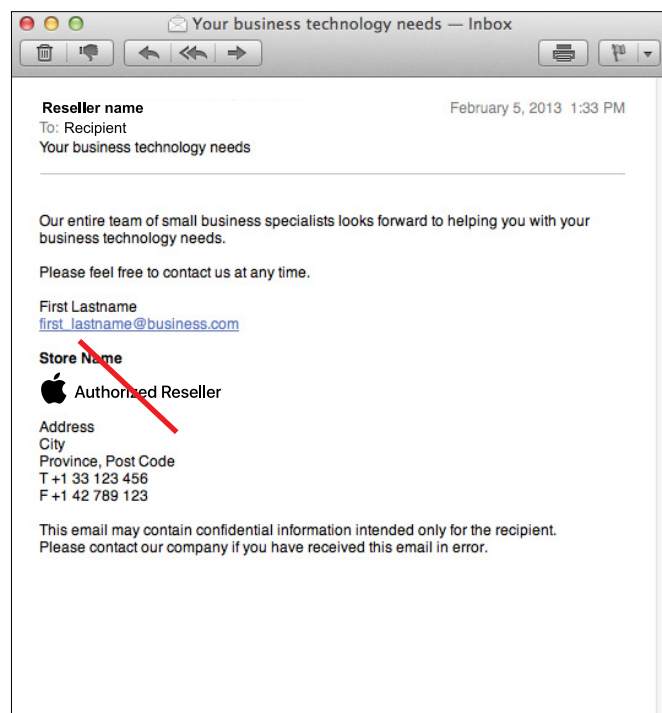 Your business technology needs — Inbox
Reseller name
February 5, 2013 1:33 PM
To: Recipient
Your business technology needs
Our entire team of small business specialists looks forward to helping you with your
business technology needs.
Please feel free to contact us at any time.
First Lastname
first_lastname@business.com
Store Name
Authorized Reseller
Address
City
Province, Post Code
T +1 33 123 456
F +1 42 789 123
This email may contain confidential information intended only for the recipient.
Please contact our company if you have received this email in error.